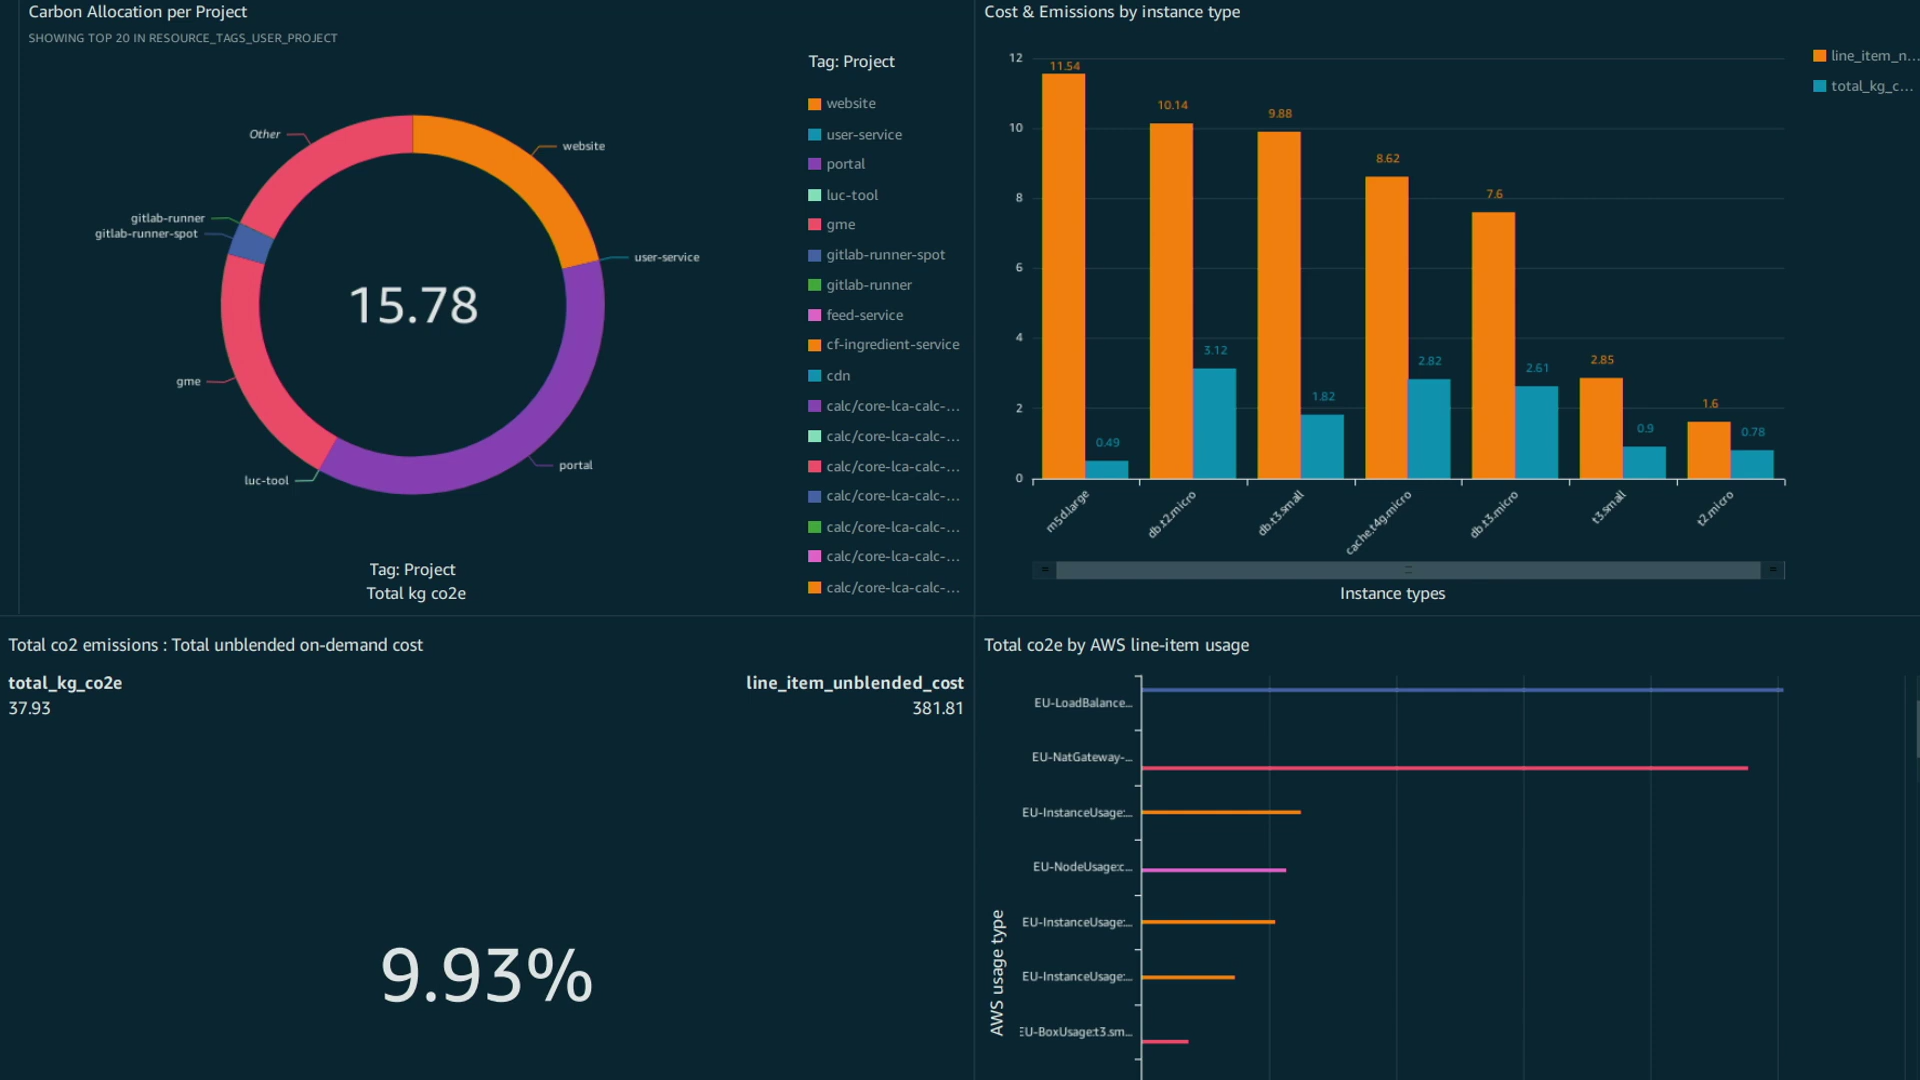 Carbon Allocation per Project
SHOWING TOP 20 IN RESOURCE_TAGS_USER_PROJECT
Other
website
gitlab-runner
gitlab-runner-spot
user-service
15.78
gme
portal
luc-tool
Tag: Project
Total kg co2e
Tag: Project
website
user-service
portal
luc-tool
gme
gitlab-runner-spot
gitlab-runner
feed-service
cf-ingredient-service
cdn
calc/core-lca-calc-...
calc/core-lca-calc-...
calc/core-lca-calc-...
calc/core-lca-calc-...
calc/core-lca-calc-...
calc/core-lca-calc-...
calc/core-lca-calc-...
Cost & Emissions by instance type
12
10
8
6
4
2
0
11.54
0.49
10.14
3.12
9.88
1.82
8.62
2.82
7.6
2.61
2.85
0.9
1.6
0.78
m5d.large
db.t2.micro
db.t3.small
cache.t4g.micro
db.t3.micro
t3.small
t2.micro
Instance types
line_item_n...
total_kg_c...
Total co2 emissions : Total unblended on-demand cost
total_kg_co2e
line_item_unblended_cost
37.93
381.81
9.93%
Total co2e by AWS line-item usage
AWS usage type
EU-LoadBalance...
EU-NatGateway-...
EU-InstanceUsage:...
EU-NodeUsage:c...
EU-InstanceUsage:...
EU-InstanceUsage:...
EU-BoxUsage:t3.sm...